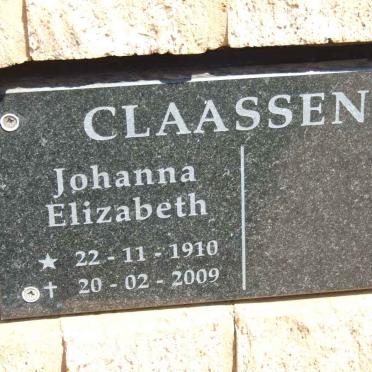 CLAASSEN
Johanna
Elizabeth
★ 22 - 11 - 1910
✝ 20 - 02 - 2009